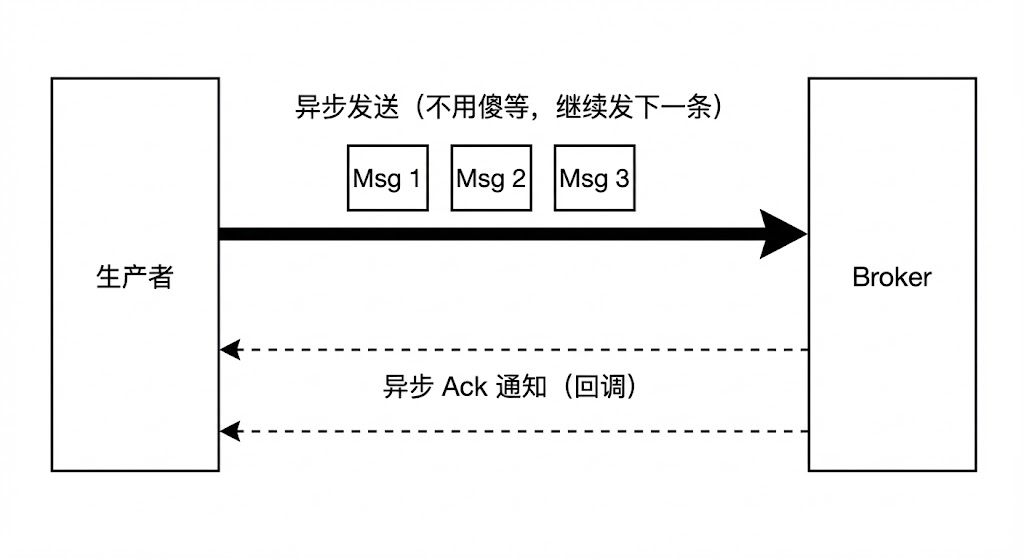 异步发送（不用傻等，继续发下一条）
Msg 1
Msg 2
Msg 3
生产者
Broker
异步 Ack 通知（回调）